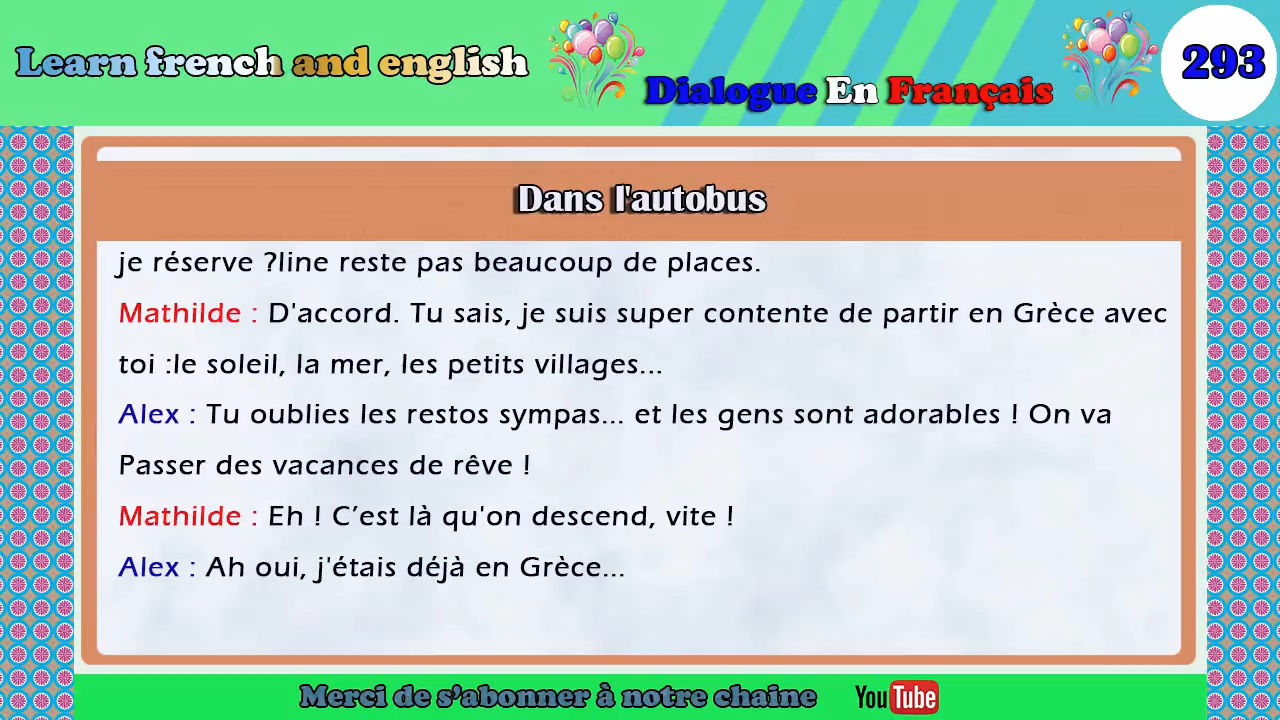 Learn french and english
Dialogue En Français
293
Dans l'autobus
je réserve ?line reste pas beaucoup de places.
Mathilde : D'accord. Tu sais, je suis super contente de partir en Grèce avec
toi :le soleil, la mer, les petits villages...
Alex : Tu oublies les restos sympas... et les gens sont adorables ! On va
Passer des vacances de rêve !
Mathilde : Eh ! C’est là qu'on descend, vite !
Alex : Ah oui, j'étais déjà en Grèce...
Merci de s’abonner à notre chaine
YouTube